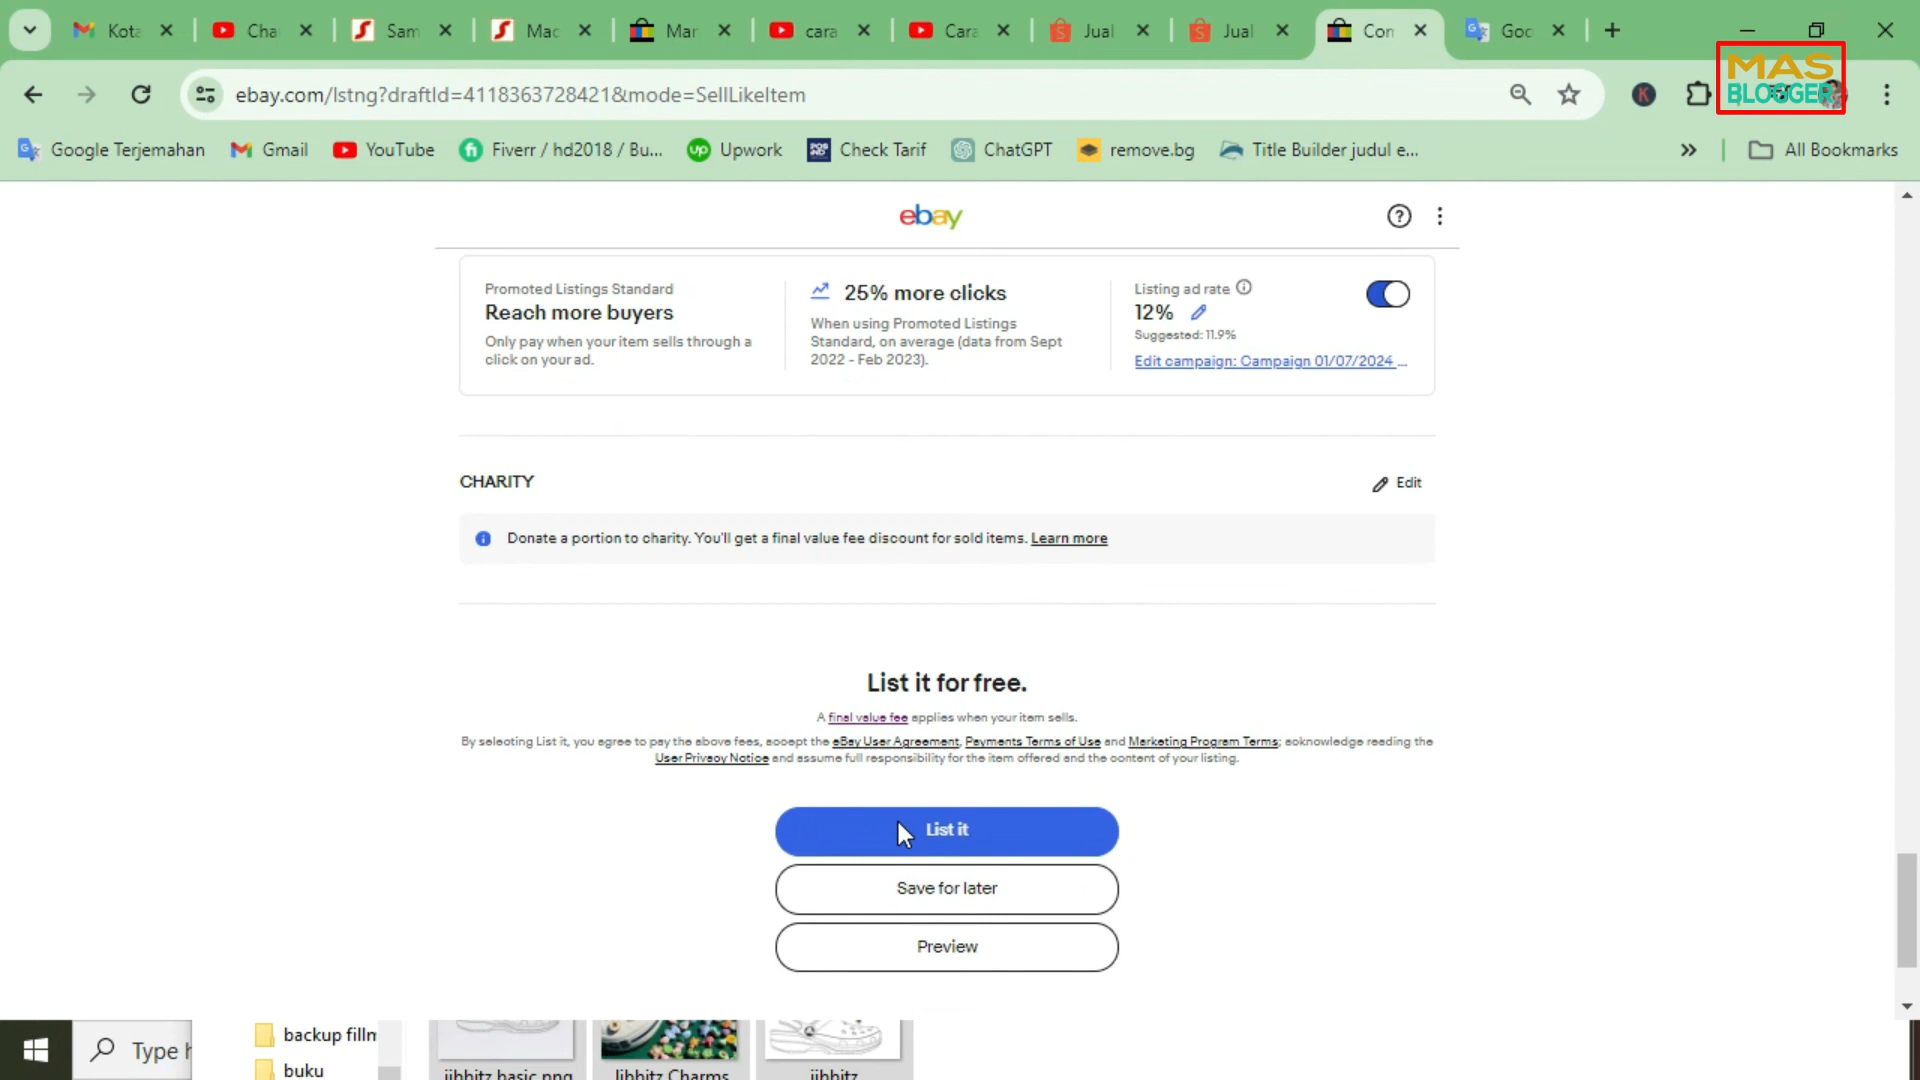 Kota
Cha
Sam
Mac
Mar
cara
Cara
Jual
Jual
Con
Goo
MAS
BLOGGER
ebay.com/lstng?draftId=4118363728421&mode=SellLikeItem
K
Google Terjemahan
Gmail
YouTube
Fiverr / hd2018 / Bu...
Upwork
Check Tarif
ChatGPT
remove.bg
Title Builder judul e...
All Bookmarks
ebay
Promoted Listings Standard
Reach more buyers
Only pay when your item sells through a
click on your ad.
25% more clicks
When using Promoted Listings
Standard, on average (data from Sept
2022 - Feb 2023).
Listing ad rate
12%
Suggested: 11.9%
Edit campaign: Campaign 01/07/2024 ...
CHARITY
Edit
Donate a portion to charity. You'll get a final value fee discount for sold items. Learn more
List it for free.
A final value fee applies when your item sells.
By selecting List it, you agree to pay the above fees, accept the eBay User Agreement, Payments Terms of Use and Marketing Program Terms; acknowledge reading the
User Privacy Notice and assume full responsibility for the item offered and the content of your listing.
List it
Save for later
Preview
Type h
backup fillm
buku
jibbitz basic.png
Jibbitz Charms
jibbitz